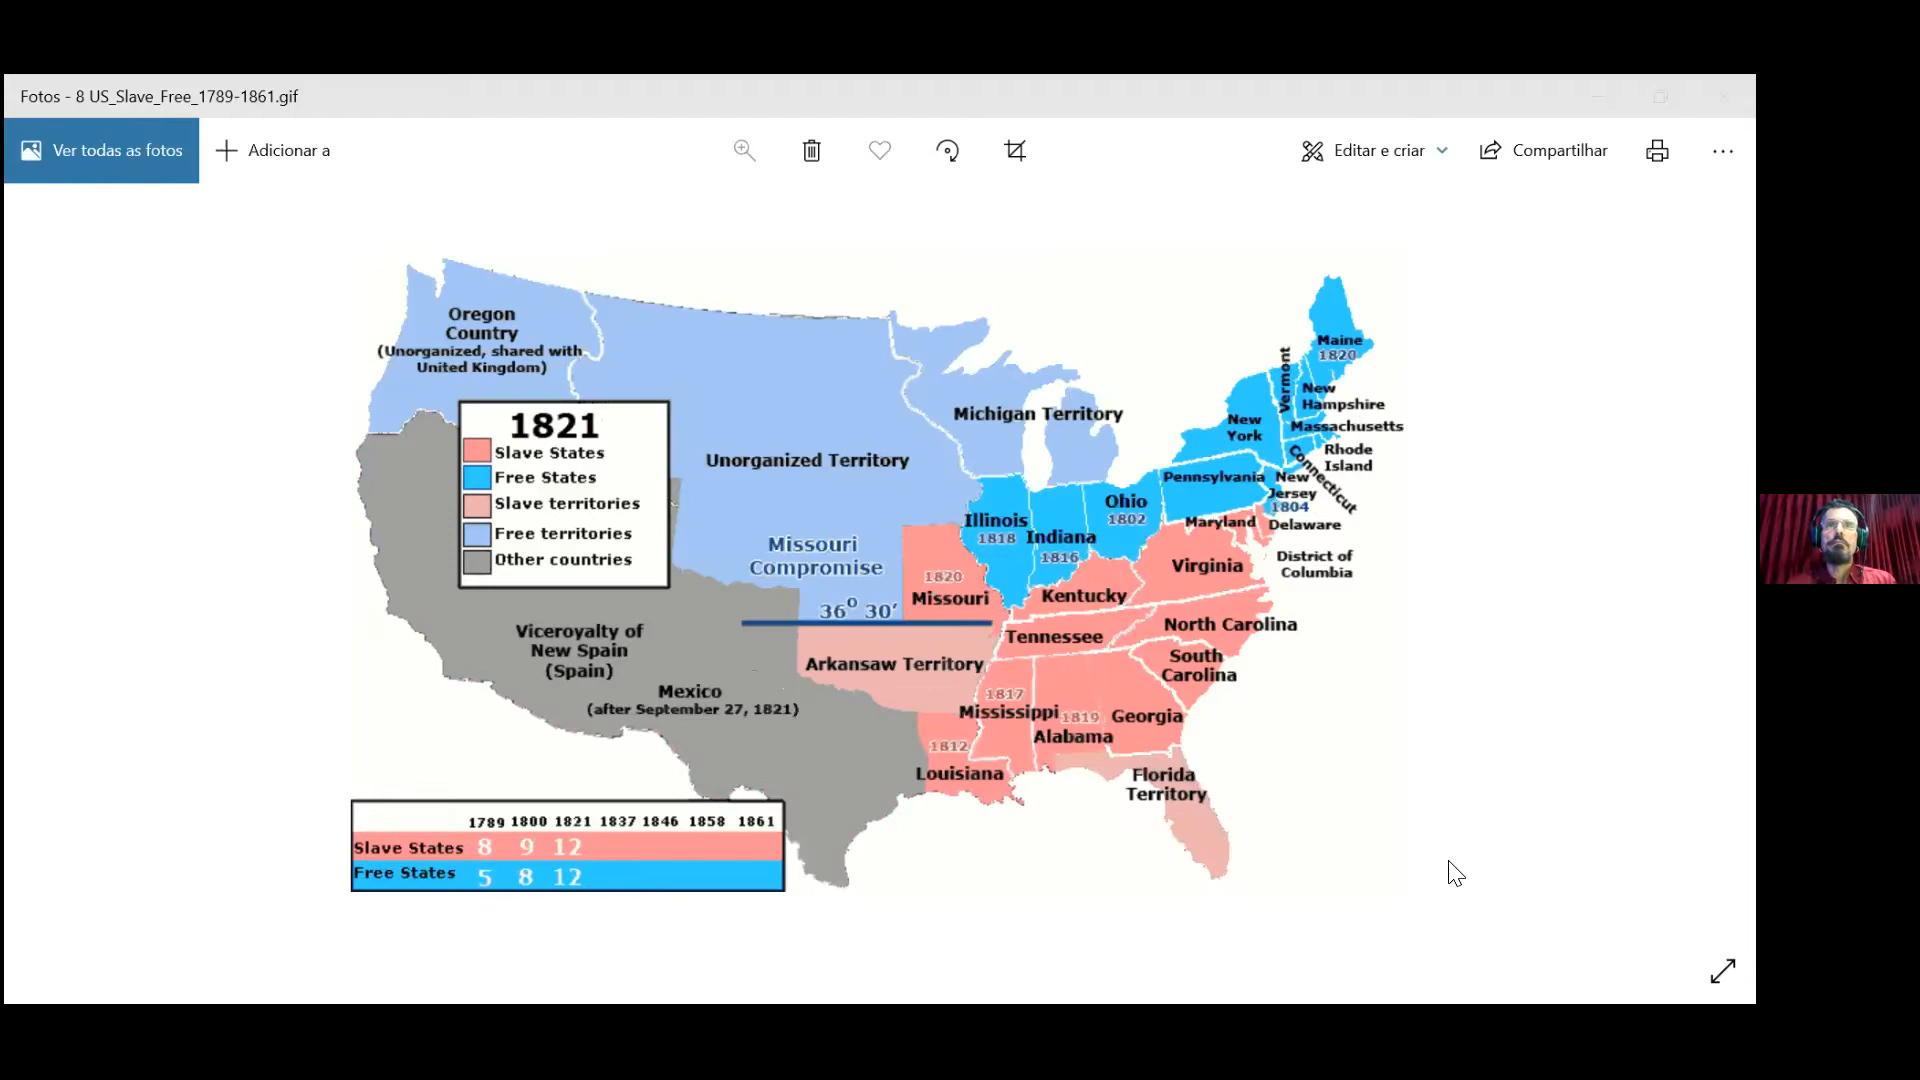 Fotos - 8 US_Slave_Free_1789-1861.gif
Ver todas as fotos
Adicionar a
Editar e criar
Compartilhar
Oregon
Country
(Unorganized, shared with
United Kingdom)
1821
Slave States
Free States
Slave territories
Free territories
Other countries
Unorganized Territory
Michigan Territory
Maine
1820
Vermont
New
Hampshire
New
York
Massachusetts
Rhode
Island
Connecticut
Pennsylvania
New
Jersey
1804
Ohio
1802
Illinois
1818
Indiana
1816
Maryland
Delaware
District of
Columbia
Missouri
Compromise
36° 30′
1820
Missouri
Kentucky
Virginia
Tennessee
North Carolina
South
Carolina
Arkansaw Territory
Viceroyalty of
New Spain
(Spain)
Mexico
(after September 27, 1821)
1817
Mississippi
1819
Alabama
Georgia
1812
Louisiana
Florida
Territory
1789 1800 1821 1837 1846 1858 1861
Slave States 8 9 12
Free States 5 8 12